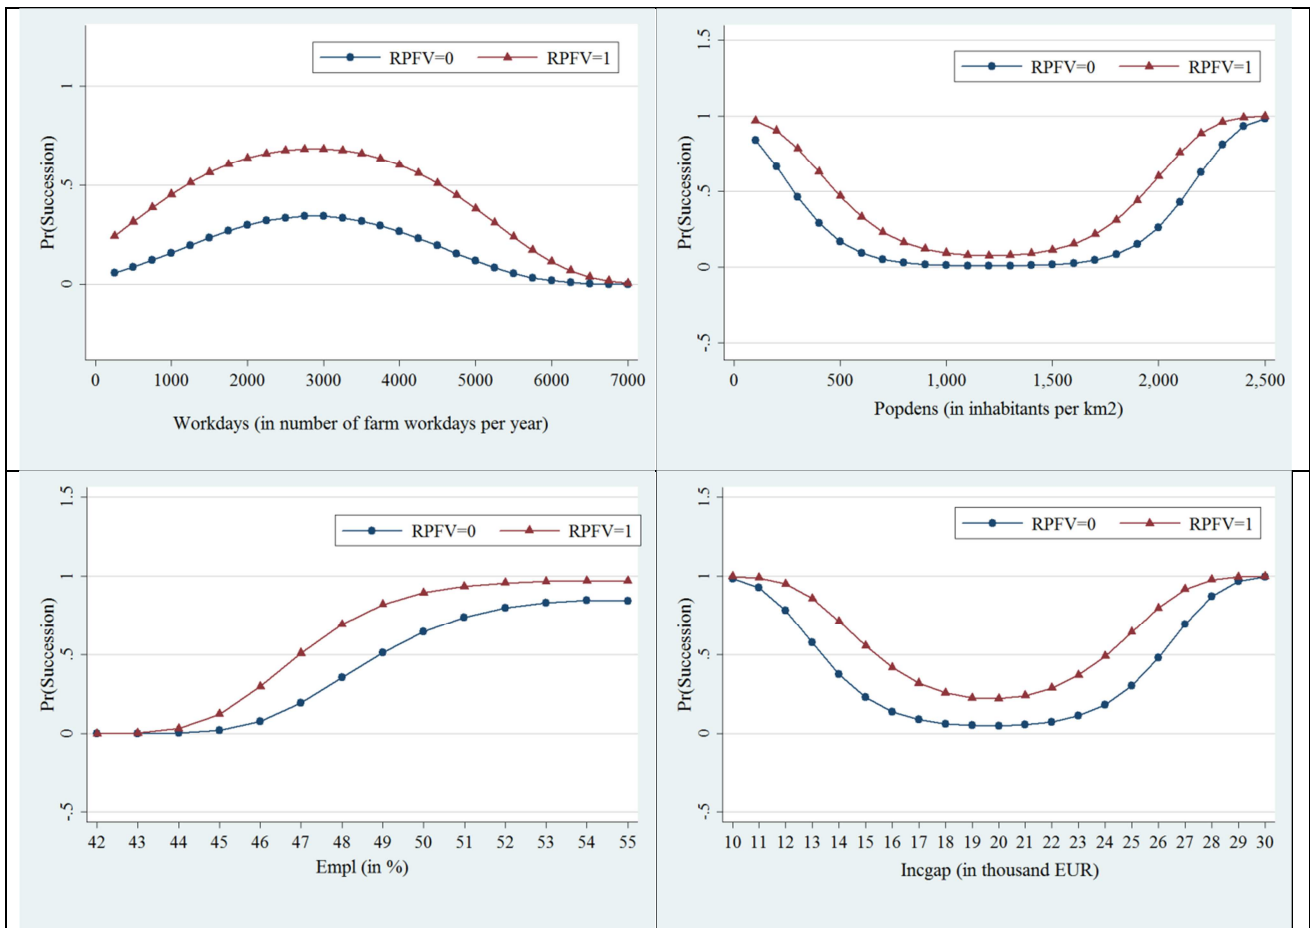 RPFV=0 RPFV=1
Pr(Succession)
1
.5
0
0 1000 2000 3000 4000 5000 6000 7000
Workdays (in number of farm workdays per year)
RPFV=0 RPFV=1
Pr(Succession)
1.5
1
.5
0
-.5
0 500 1,000 1,500 2,000 2,500
Popdens (in inhabitants per km2)
RPFV=0 RPFV=1
Pr(Succession)
1.5
1
.5
0
-.5
42 43 44 45 46 47 48 49 50 51 52 53 54 55
Empl (in %)
RPFV=0 RPFV=1
Pr(Succession)
1.5
1
.5
0
-.5
10 11 12 13 14 15 16 17 18 19 20 21 22 23 24 25 26 27 28 29 30
Incgap (in thousand EUR)